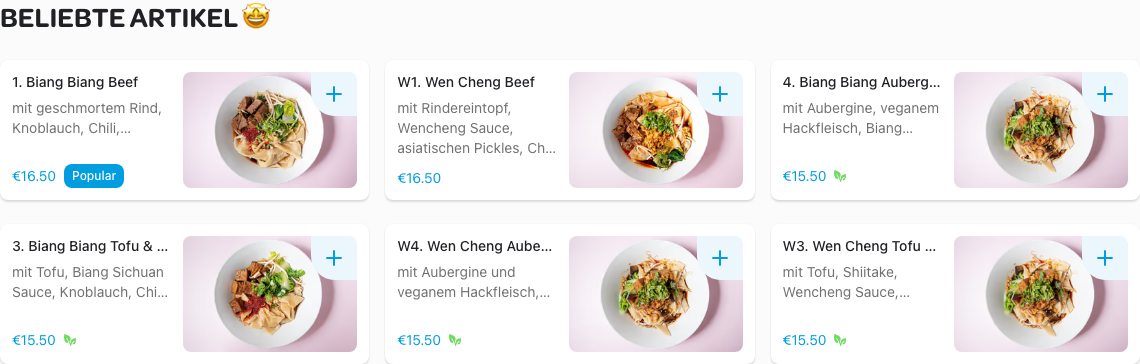 BELIEBTE ARTIKEL 🤩
1. Biang Biang Beef
mit geschmortem Rind,
Knoblauch, Chili,...
€16.50 Popular
W1. Wen Cheng Beef
mit Rindereintopf,
Wencheng Sauce,
asiatischen Pickles, Ch...
€16.50
4. Biang Biang Auberg...
mit Aubergine, veganem
Hackfleisch, Biang...
€15.50
3. Biang Biang Tofu & ...
mit Tofu, Biang Sichuan
Sauce, Knoblauch, Chi...
€15.50
W4. Wen Cheng Aube...
mit Aubergine und
veganem Hackfleisch,...
€15.50
W3. Wen Cheng Tofu ...
mit Tofu, Shiitake,
Wencheng Sauce,...
€15.50